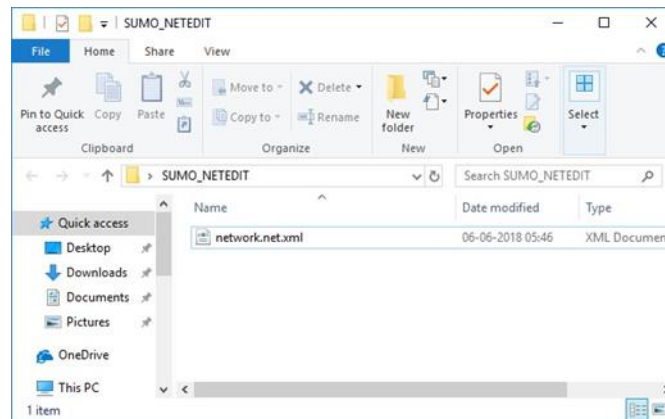 SUMO_NETEDIT
File Home Share View
Pin to Quick access
Copy
Paste
Move to
Copy to
Delete
Rename
New folder
Properties
Select
Clipboard Organize New Open
SUMO_NETEDIT
Search SUMO_NETEDIT
Name Date modified Type
Quick access
network.net.xml 06-06-2018 05:46 XML Documen
Desktop
Downloads
Documents
Pictures
OneDrive
This PC
1 item